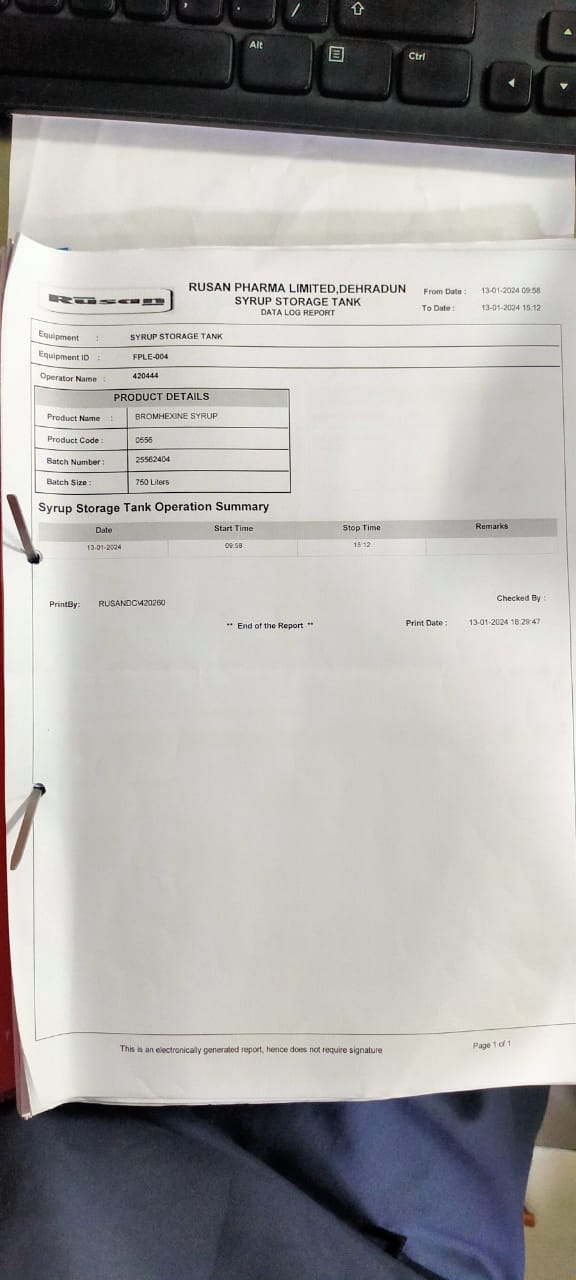 Alt
Ctrl
Rusan
RUSAN PHARMA LIMITED,DEHRADUN
SYRUP STORAGE TANK
DATA LOG REPORT
From Date : 13-01-2024 09:58
To Date : 13-01-2024 15:12
Equipment : SYRUP STORAGE TANK
Equipment ID : FPLE-004
Operator Name : 420444
PRODUCT DETAILS
Product Name : BROMHEXINE SYRUP
Product Code : 0556
Batch Number : 25562404
Batch Size : 750 Liters
Syrup Storage Tank Operation Summary
Date Start Time Stop Time Remarks
13-01-2024 09:58 15:12
PrintBy: RUSANDC\420260 Checked By :
** End of the Report ** Print Date : 13-01-2024 18:29:47
This is an electronically generated report, hence does not require signature Page 1 of 1